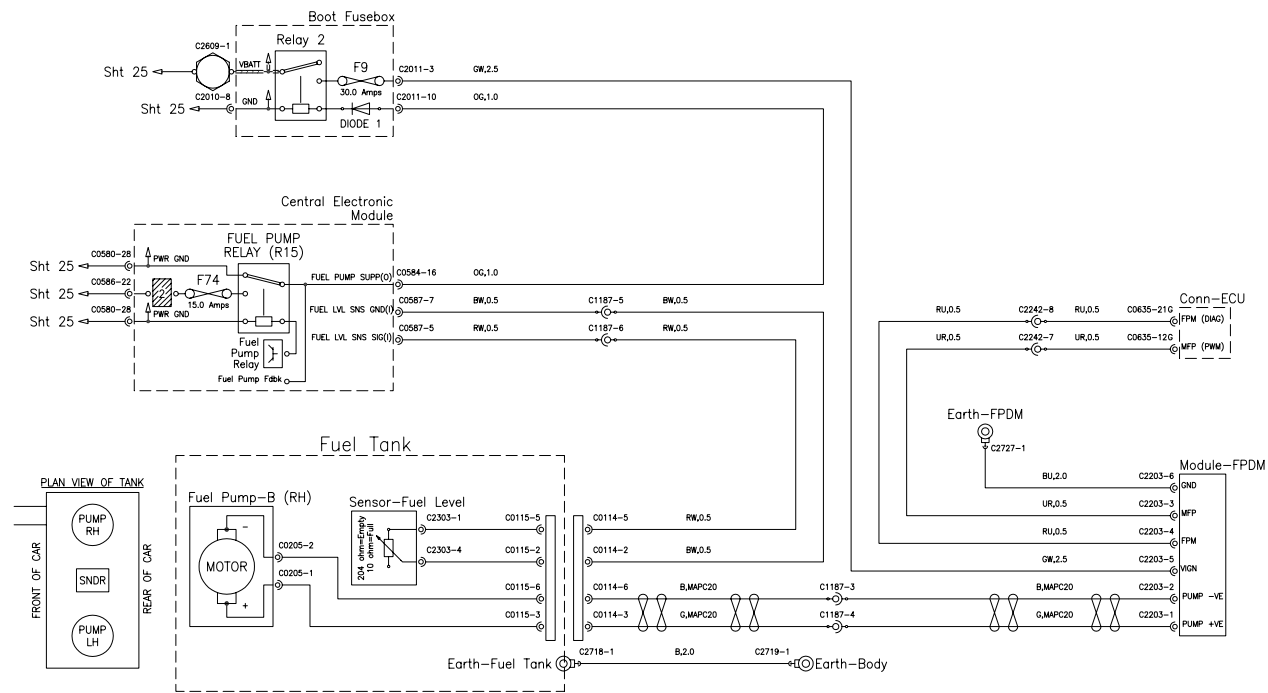 Boot Fusebox
C2609-1
Relay 2
VBATT
Sht 25
F9
C2011-3
GW,2.5
30.0 Amps
C2010-8
GND
Sht 25
C2011-10
OG,1.0
DIODE 1
Central Electronic
Module
FUEL PUMP
RELAY (R15)
C0580-28
PWR GND
Sht 25
FUEL PUMP SUPP(O)
C0584-16
OG,1.0
C0586-22
F74
Sht 25
2
15.0 Amps
C0587-7
BW,0.5
C1187-5
BW,0.5
FUEL LVL SNS GND(I)
C0580-28
PWR GND
Sht 25
C0587-5
RW,0.5
C1187-6
RW,0.5
FUEL LVL SNS SIG(I)
Fuel
Pump
Relay
Fuel Pump Fdbk
Conn-ECU
RU,0.5
C2242-8
RU,0.5
C0635-21G
FPM (DIAG)
UR,0.5
C2242-7
UR,0.5
C0635-12G
MFP (PWM)
Earth-FPDM
C2727-1
Module-FPDM
BU,2.0
C2203-6
GND
UR,0.5
C2203-3
MFP
RU,0.5
C2203-4
FPM
GW,2.5
C2203-5
VIGN
B,MAPC20
C2203-2
PUMP -VE
G,MAPC20
C2203-1
PUMP +VE
Fuel Tank
PLAN VIEW OF TANK
PUMP
RH
SNDR
PUMP
LH
FRONT OF CAR
REAR OF CAR
Fuel Pump-B (RH)
-
MOTOR
+
C0205-2
C0205-1
Sensor-Fuel Level
204 ohm=Empty
10 ohm=Full
C2303-1
C0115-5
C0114-5
RW,0.5
C2303-4
C0115-2
C0114-2
BW,0.5
C0115-6
C0114-6
B,MAPC20
C1187-3
C0115-3
C0114-3
G,MAPC20
C1187-4
Earth-Fuel Tank
C2718-1
B,2.0
C2719-1
Earth-Body